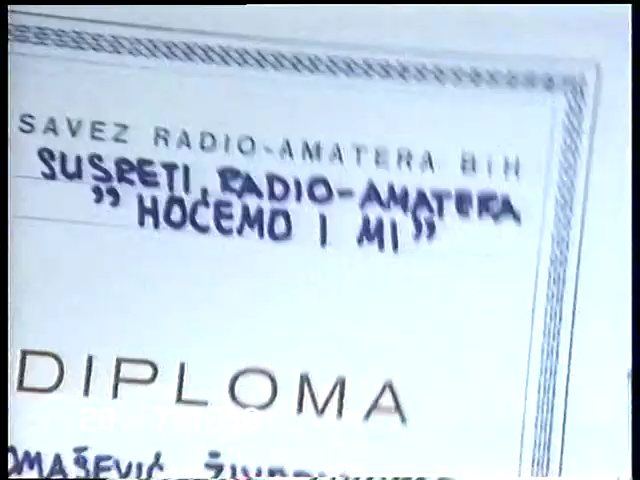 SAVEZ RADIO-AMATERA BIH
SUSRETI RADIO-AMATERA
"HOĆEMO I MI"
DIPLOMA